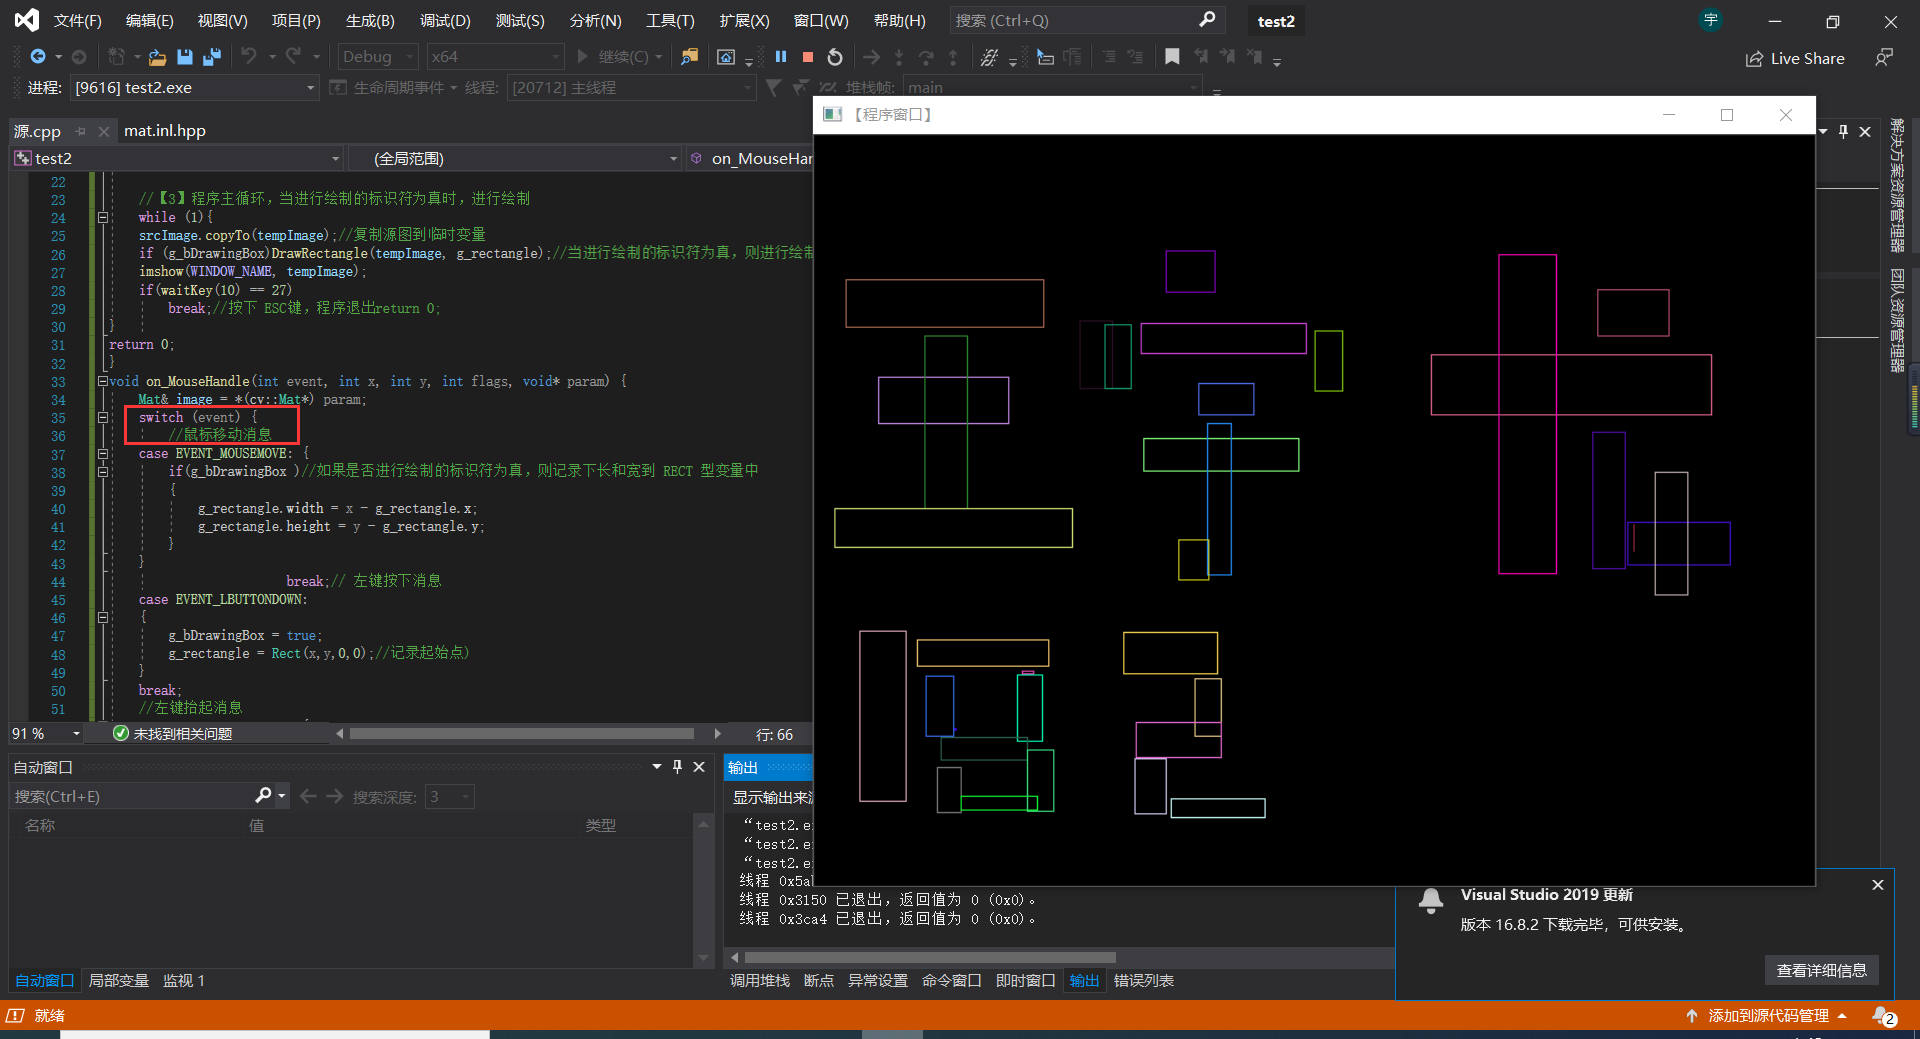 文件(F) 编辑(E) 视图(V) 项目(P) 生成(B) 调试(D) 测试(S) 分析(N) 工具(T) 扩展(X) 窗口(W) 帮助(H) 搜索 (Ctrl+Q) test2 宇
Debug x64 继续(C) Live Share
进程: [9616] test2.exe 生命周期事件 线程: [20712] 主线程 堆栈帧: main
【程序窗口】
源.cpp mat.inl.hpp
test2 (全局范围) on_MouseHan
22
23 //【3】程序主循环，当进行绘制的标识符为真时，进行绘制
24 while (1){
25 srcImage.copyTo(tempImage);//复制源图到临时变量
26 if (g_bDrawingBox)DrawRectangle(tempImage, g_rectangle);//当进行绘制的标识符为真，则进行绘制
27 imshow(WINDOW_NAME, tempImage);
28 if(waitKey(10) == 27)
29 break;//按下 ESC键，程序退出return 0;
30 }
31 return 0;
32 }
33 void on_MouseHandle(int event, int x, int y, int flags, void* param) {
34 Mat& image = *(cv::Mat*) param;
35 switch (event) {
36 //鼠标移动消息
37 case EVENT_MOUSEMOVE: {
38 if(g_bDrawingBox )//如果是否进行绘制的标识符为真，则记录下长和宽到 RECT 型变量中
39 {
40 g_rectangle.width = x - g_rectangle.x;
41 g_rectangle.height = y - g_rectangle.y;
42 }
43 }
44 break;// 左键按下消息
45 case EVENT_LBUTTONDOWN:
46 {
47 g_bDrawingBox = true;
48 g_rectangle = Rect(x,y,0,0);//记录起始点)
49 }
50 break;
51 //左键抬起消息
91 % 未找到相关问题 行: 66
解决方案资源管理器
团队资源管理器
自动窗口
搜索(Ctrl+E) 搜索深度: 3
名称 值 类型
自动窗口 局部变量 监视 1
输出
显示输出来源
“test2.ex
“test2.ex
“test2.ex
线程 0x5al
线程 0x3150 已退出，返回值为 0 (0x0)。
线程 0x3ca4 已退出，返回值为 0 (0x0)。
调用堆栈 断点 异常设置 命令窗口 即时窗口 输出 错误列表
Visual Studio 2019 更新
版本 16.8.2 下载完毕，可供安装。
查看详细信息
就绪 添加到源代码管理 2